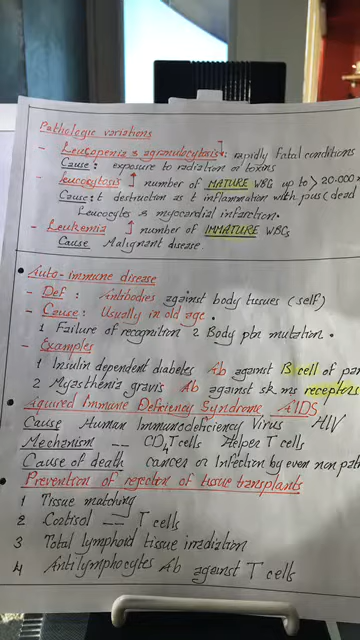 Pathologic variations
- Leucopenia & agranulocytosis ↓: rapidly fatal conditions
Cause: exposure to radiation or toxins
- Leucocytosis ↑ number of MATURE WBC up to > 20.000
Cause: ↑ destruction as ↑ inflammation with pus (dead
Leucocytes & myocardial infarction.
- Leukemia ↑ number of IMMATURE WBCs
Cause Malignant disease.
• Auto-immune disease
- Def: Antibodies against body tissues (self)
- Cause: Usually in old age.
1 Failure of recognition 2 Body ptn mutation.
- Examples
1 Insulin dependent diabetes Ab against B cell of
2 Myasthenia gravis Ab against sk ms receptors
• Aquired Immune Deficiency Syndrome AIDS
Cause Human Immunodeficiency Virus HIV
Mechanism -- CD4 T cells Helper T cells
Cause of death cancer or Infection by even non
• Prevention of rejection of tissue transplants
1 Tissue matching
2 Cortisol -- T cells
3 Total lymphoid tissue irradiation
4 Antilymphocytes Ab against T cells